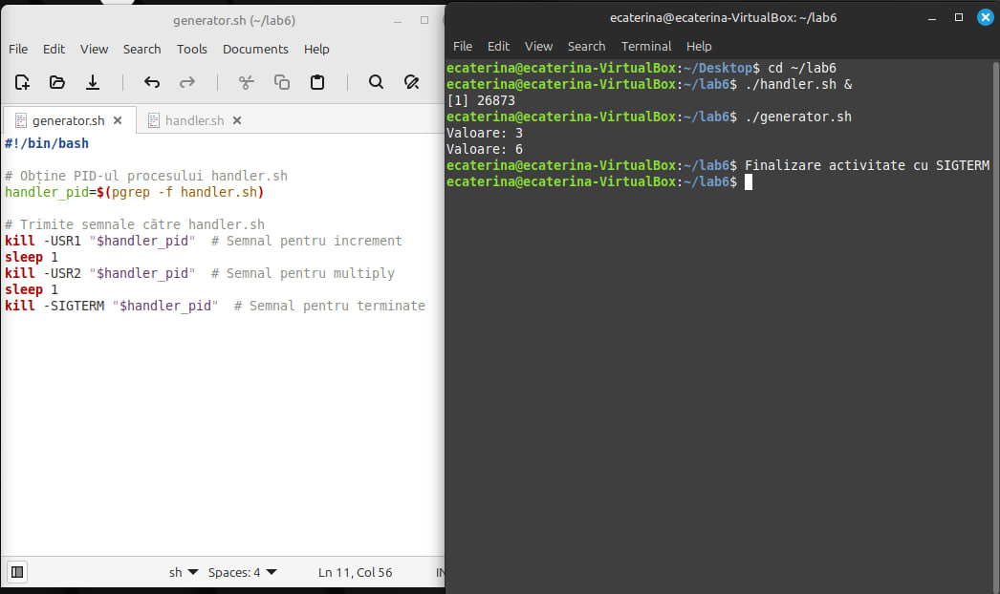 generator.sh (~/lab6)
File Edit View Search Tools Documents Help
generator.sh handler.sh
#!/bin/bash
# Obține PID-ul procesului handler.sh
handler_pid=$(pgrep -f handler.sh)
# Trimite semnale către handler.sh
kill -USR1 "$handler_pid"  # Semnal pentru increment
sleep 1
kill -USR2 "$handler_pid"  # Semnal pentru multiply
sleep 1
kill -SIGTERM "$handler_pid"  # Semnal pentru terminate
sh Spaces: 4 Ln 11, Col 56 IN
ecaterina@ecaterina-VirtualBox: ~/lab6
File Edit View Search Terminal Help
ecaterina@ecaterina-VirtualBox:~/Desktop$ cd ~/lab6
ecaterina@ecaterina-VirtualBox:~/lab6$ ./handler.sh &
[1] 26873
ecaterina@ecaterina-VirtualBox:~/lab6$ ./generator.sh
Valoare: 3
Valoare: 6
ecaterina@ecaterina-VirtualBox:~/lab6$ Finalizare activitate cu SIGTERM
ecaterina@ecaterina-VirtualBox:~/lab6$